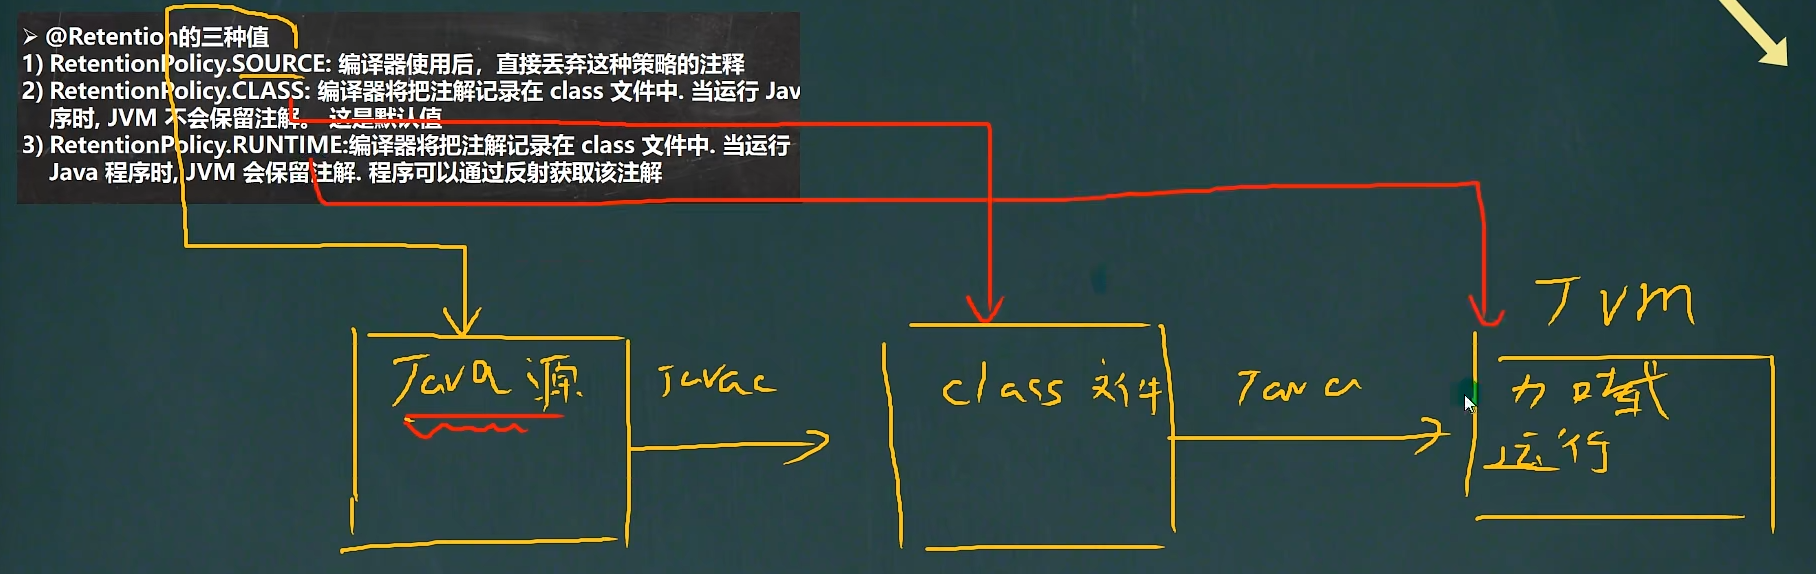 ➢ @Retention的三种值
1) RetentionPolicy.SOURCE: 编译器使用后，直接丢弃这种策略的注释
2) RetentionPolicy.CLASS: 编译器将把注解记录在 class 文件中. 当运行 Jav
序时, JVM 不会保留注解。 这是默认值
3) RetentionPolicy.RUNTIME:编译器将把注解记录在 class 文件中. 当运行
Java 程序时, JVM 会保留注解. 程序可以通过反射获取该注解
JVM
Java 源
Javac
class 文件
Java
加载
运行